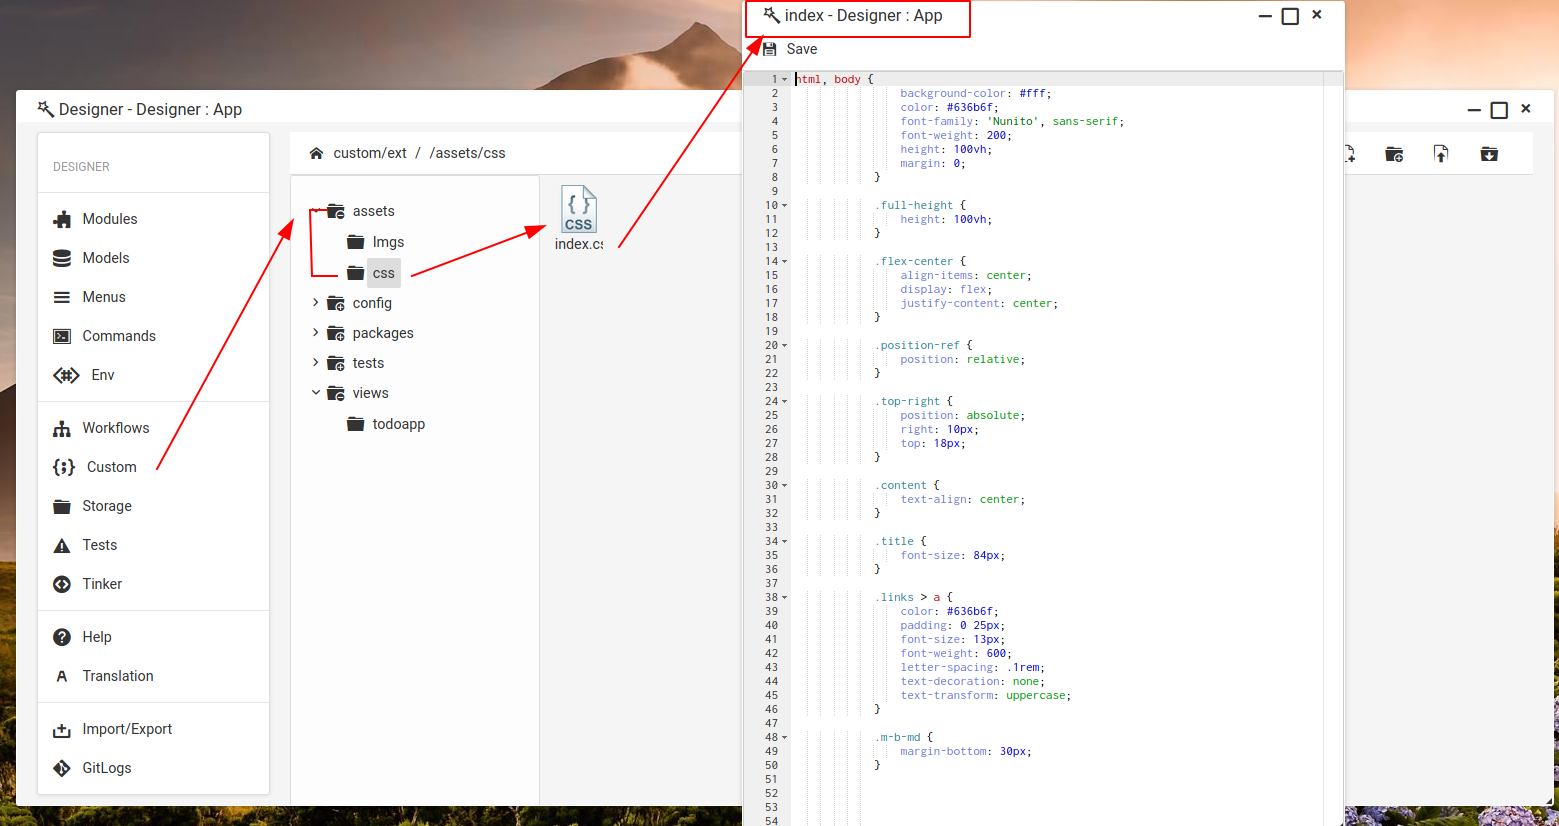 index - Designer : App
Save
Designer - Designer : App
DESIGNER
Modules
Models
Menus
Commands
Env
Workflows
Custom
Storage
Tests
Tinker
Help
Translation
Import/Export
GitLogs
custom/ext / /assets/css
assets
Imgs
css
config
packages
tests
views
todoapp
{ }
CSS
index.cs
1 html, body {
2 background-color: #fff;
3 color: #636b6f;
4 font-family: 'Nunito', sans-serif;
5 font-weight: 200;
6 height: 100vh;
7 margin: 0;
8 }
9
10 .full-height {
11 height: 100vh;
12 }
13
14 .flex-center {
15 align-items: center;
16 display: flex;
17 justify-content: center;
18 }
19
20 .position-ref {
21 position: relative;
22 }
23
24 .top-right {
25 position: absolute;
26 right: 10px;
27 top: 18px;
28 }
29
30 .content {
31 text-align: center;
32 }
33
34 .title {
35 font-size: 84px;
36 }
37
38 .links > a {
39 color: #636b6f;
40 padding: 0 25px;
41 font-size: 13px;
42 font-weight: 600;
43 letter-spacing: .1rem;
44 text-decoration: none;
45 text-transform: uppercase;
46 }
47
48 .m-b-md {
49 margin-bottom: 30px;
50 }
51
52
53
54